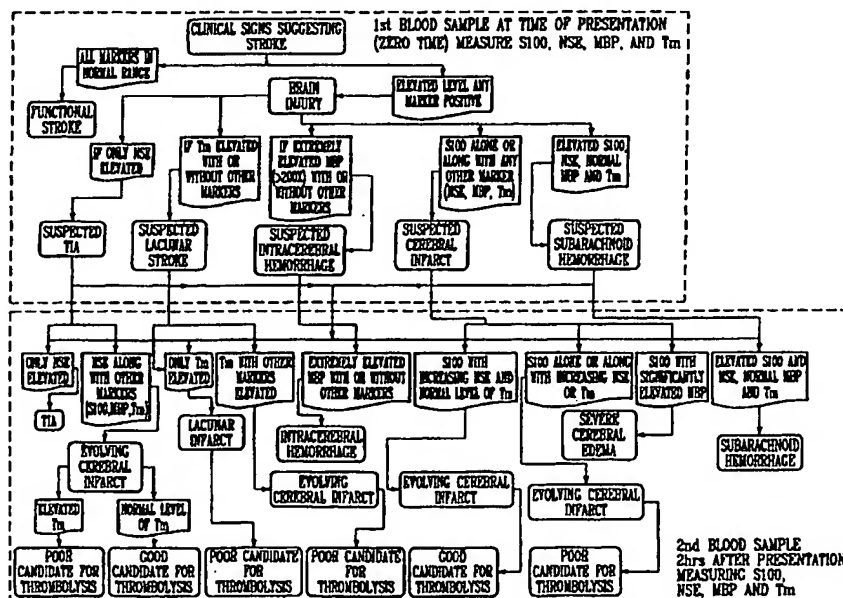 CLINICAL SIGNS SUGGESTING
STROKE
1st BLOOD SAMPLE AT TIME OF PRESENTATION
(ZERO TIME) MEASURE S100, NSE, MBP, AND Tm
ALL MARKERS IN
NORMAL RANGE
ELEVATED LEVEL ANY
MARKER POSITIVE
BRAIN
INJURY
FUNCTIONAL
STROKE
IF ONLY NSE
ELEVATED
IF Tm ELEVATED
WITH OR
WITHOUT OTHER
MARKERS
IF EXTREMELY
ELEVATED MBP
(>200X) WITH OR
WITHOUT OTHER
MARKERS
S100 ALONE OR
ALONG WITH ANY
OTHER MARKER
(NSE, MBP, Tm)
ELEVATED S100,
NSE, NORMAL
MBP AND Tm
SUSPECTED
TIA
SUSPECTED
LACUNAR
STROKE
SUSPECTED
INTRACEREBRAL
HEMORRHAGE
SUSPECTED
CEREBRAL
INFARCT
SUSPECTED
SUBARACHNOID
HEMORRHAGE
ONLY NSE
ELEVATED
NSE ALONG
WITH OTHER
MARKERS
(S100,MBP,Tm)
ONLY Tm
ELEVATED
Tm WITH OTHER
MARKERS
ELEVATED
EXTREMELY ELEVATED
MBP WITH OR WITHOUT
OTHER MARKERS
S100 WITH
INCREASING NSE AND
NORMAL LEVEL OF Tm
S100 ALONE OR ALONG
WITH INCREASING NSE
OR Tm
S100 WITH
SIGNIFICANTLY
ELEVATED MBP
ELEVATED S100 AND
NSE, NORMAL MBP
AND Tm
TIA
LACUNAR
INFARCT
INTRACEREBRAL
HEMORRHAGE
SEVERE
CEREBRAL
EDEMA
SUBARACHNOID
HEMORRHAGE
EVOLVING
CEREBRAL
INFARCT
EVOLVING
CEREBRAL INFARCT
EVOLVING CEREBRAL
INFARCT
EVOLVING CEREBRAL
INFARCT
ELEVATED
Tm
NORMAL LEVEL
OF Tm
POOR
CANDIDATE FOR
THROMBOLYSIS
GOOD
CANDIDATE FOR
THROMBOLYSIS
POOR CANDIDATE
FOR
THROMBOLYSIS
POOR CANDIDATE
FOR
THROMBOLYSIS
GOOD
CANDIDATE FOR
THROMBOLYSIS
POOR
CANDIDATE FOR
THROMBOLYSIS
2nd BLOOD SAMPLE
2hrs AFTER PRESENTATION
MEASURING S100,
NSE, MBP AND Tm